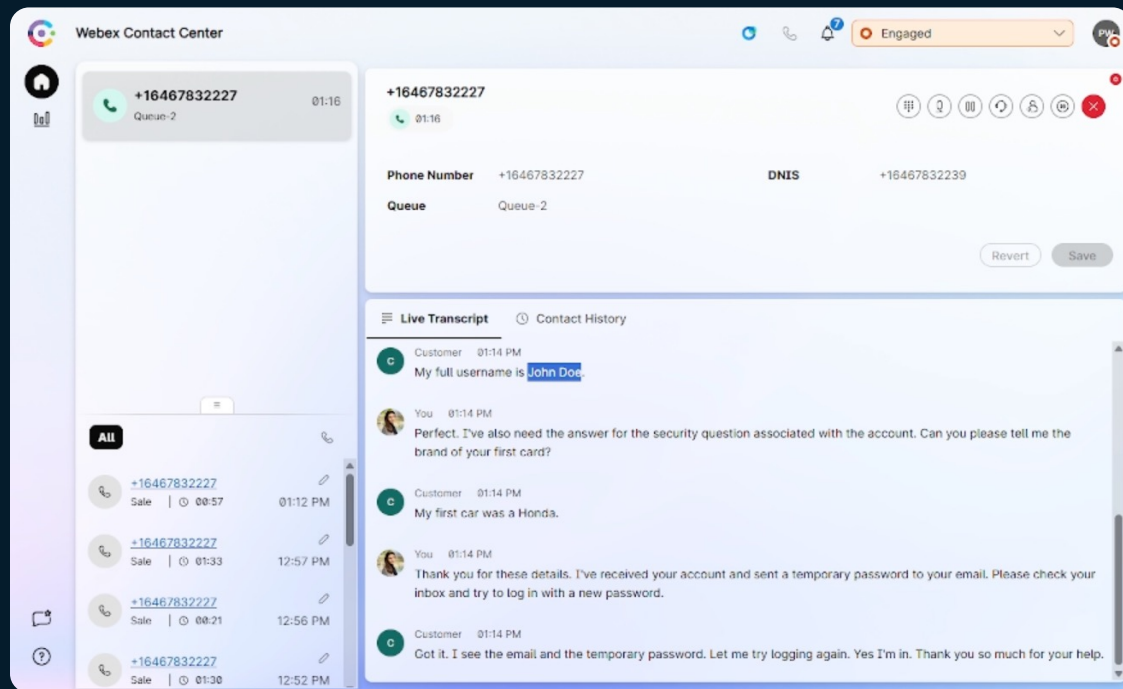 Webex Contact Center
7
Engaged
PW
+16467832227
01:16
Queue-2
+16467832227
01:16
Phone Number +16467832227 DNIS +16467832239
Queue Queue-2
Revert Save
Live Transcript Contact History
C
Customer 01:14 PM
My full username is John Doe.
You 01:14 PM
Perfect. I've also need the answer for the security question associated with the account. Can you please tell me the
brand of your first card?
C
Customer 01:14 PM
My first car was a Honda.
You 01:14 PM
Thank you for these details. I've received your account and sent a temporary password to your email. Please check your
inbox and try to log in with a new password.
C
Customer 01:14 PM
Got it. I see the email and the temporary password. Let me try logging again. Yes I'm in. Thank you so much for your help.
All
+16467832227
Sale | 00:57 01:12 PM
+16467832227
Sale | 01:33 12:57 PM
+16467832227
Sale | 00:21 12:56 PM
+16467832227
Sale | 01:30 12:52 PM